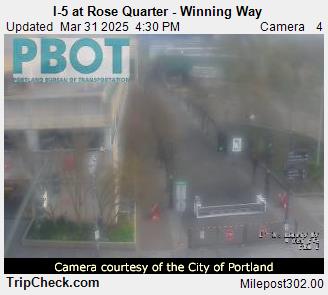 I-5 at Rose Quarter - Winning Way
Updated Mar 31 2025 4:30 PM Camera 4
PBOT
PORTLAND BUREAU OF TRANSPORTATION
Camera courtesy of the City of Portland
TripCheck.com Milepost302.00